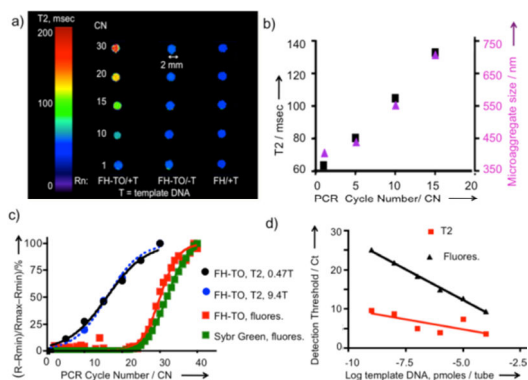 a)
T2, msec
CN
200
100
0
30
20
15
10
1
2 mm
Rn: FH-TO/+T FH-TO/-T FH/+T
T = template DNA
b)
T2 / msec
140
120
100
80
60
0 5 10 15 20
PCR Cycle Number/ CN
Microaggregate size / nm
750
650
550
450
350
c)
(R-Rmin)/Rmax-Rmin)/%
100
75
50
25
0
0 10 20 30 40
PCR Cycle Number / CN
FH-TO, T2, 0.47T
FH-TO, T2, 9.4T
FH-TO, fluores.
Sybr Green, fluores.
d)
T2
Fluores.
Detection Threshold / Ct
30
20
10
0
-10 -7.5 -5 -2.5
Log template DNA, pmoles / tube